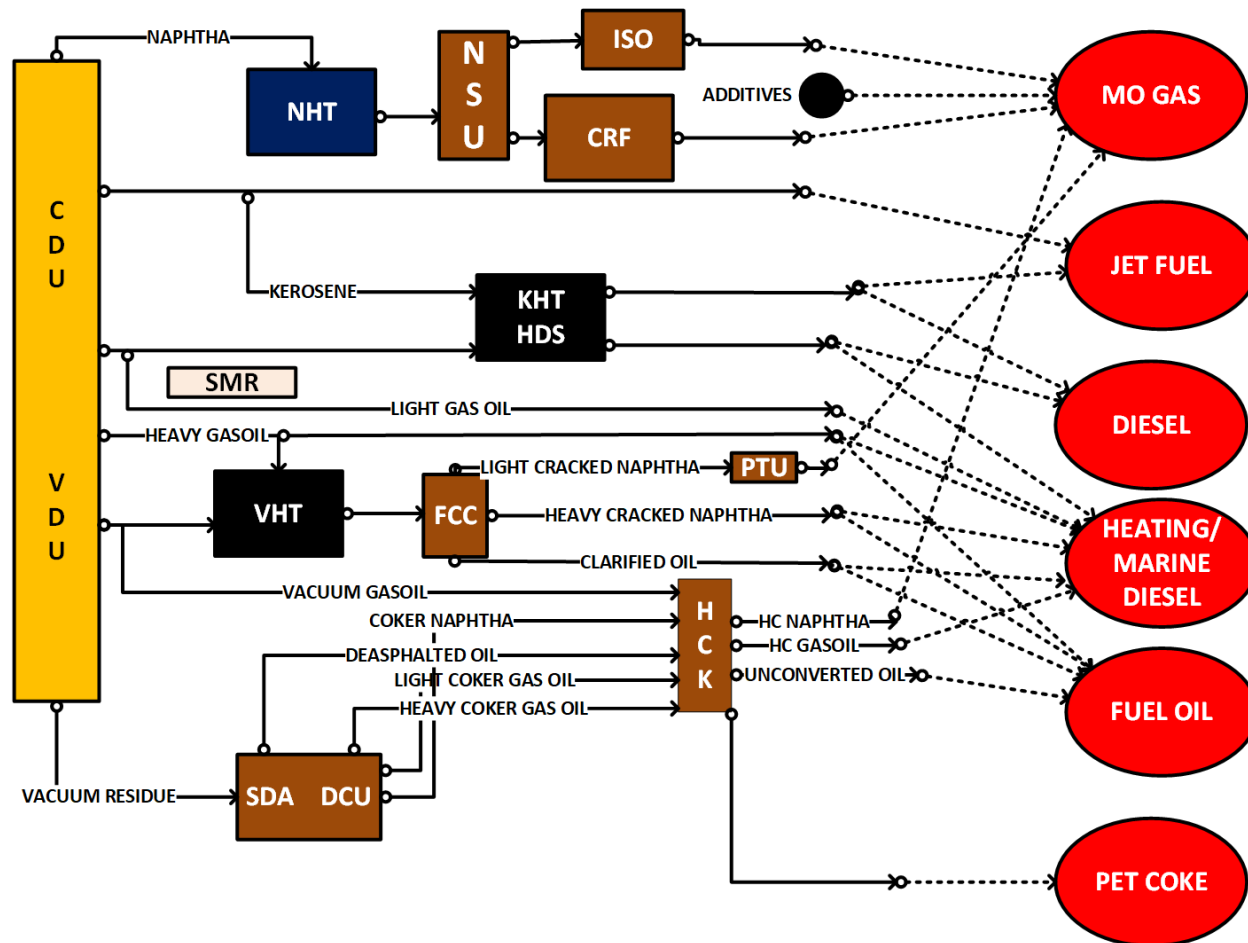 NAPHTHA
NHT
N
S
U
ISO
CRF
ADDITIVES
MO GAS
C
D
U
V
D
U
JET FUEL
KEROSENE
KHT
HDS
SMR
LIGHT GAS OIL
DIESEL
HEAVY GASOIL
LIGHT CRACKED NAPHTHA
PTU
VHT
FCC
HEAVY CRACKED NAPHTHA
CLARIFIED OIL
HEATING/
MARINE
DIESEL
VACUUM GASOIL
COKER NAPHTHA
DEASPHALTED OIL
LIGHT COKER GAS OIL
HEAVY COKER GAS OIL
H
C
K
HC NAPHTHA
HC GASOIL
UNCONVERTED OIL
FUEL OIL
VACUUM RESIDUE
SDA DCU
PET COKE